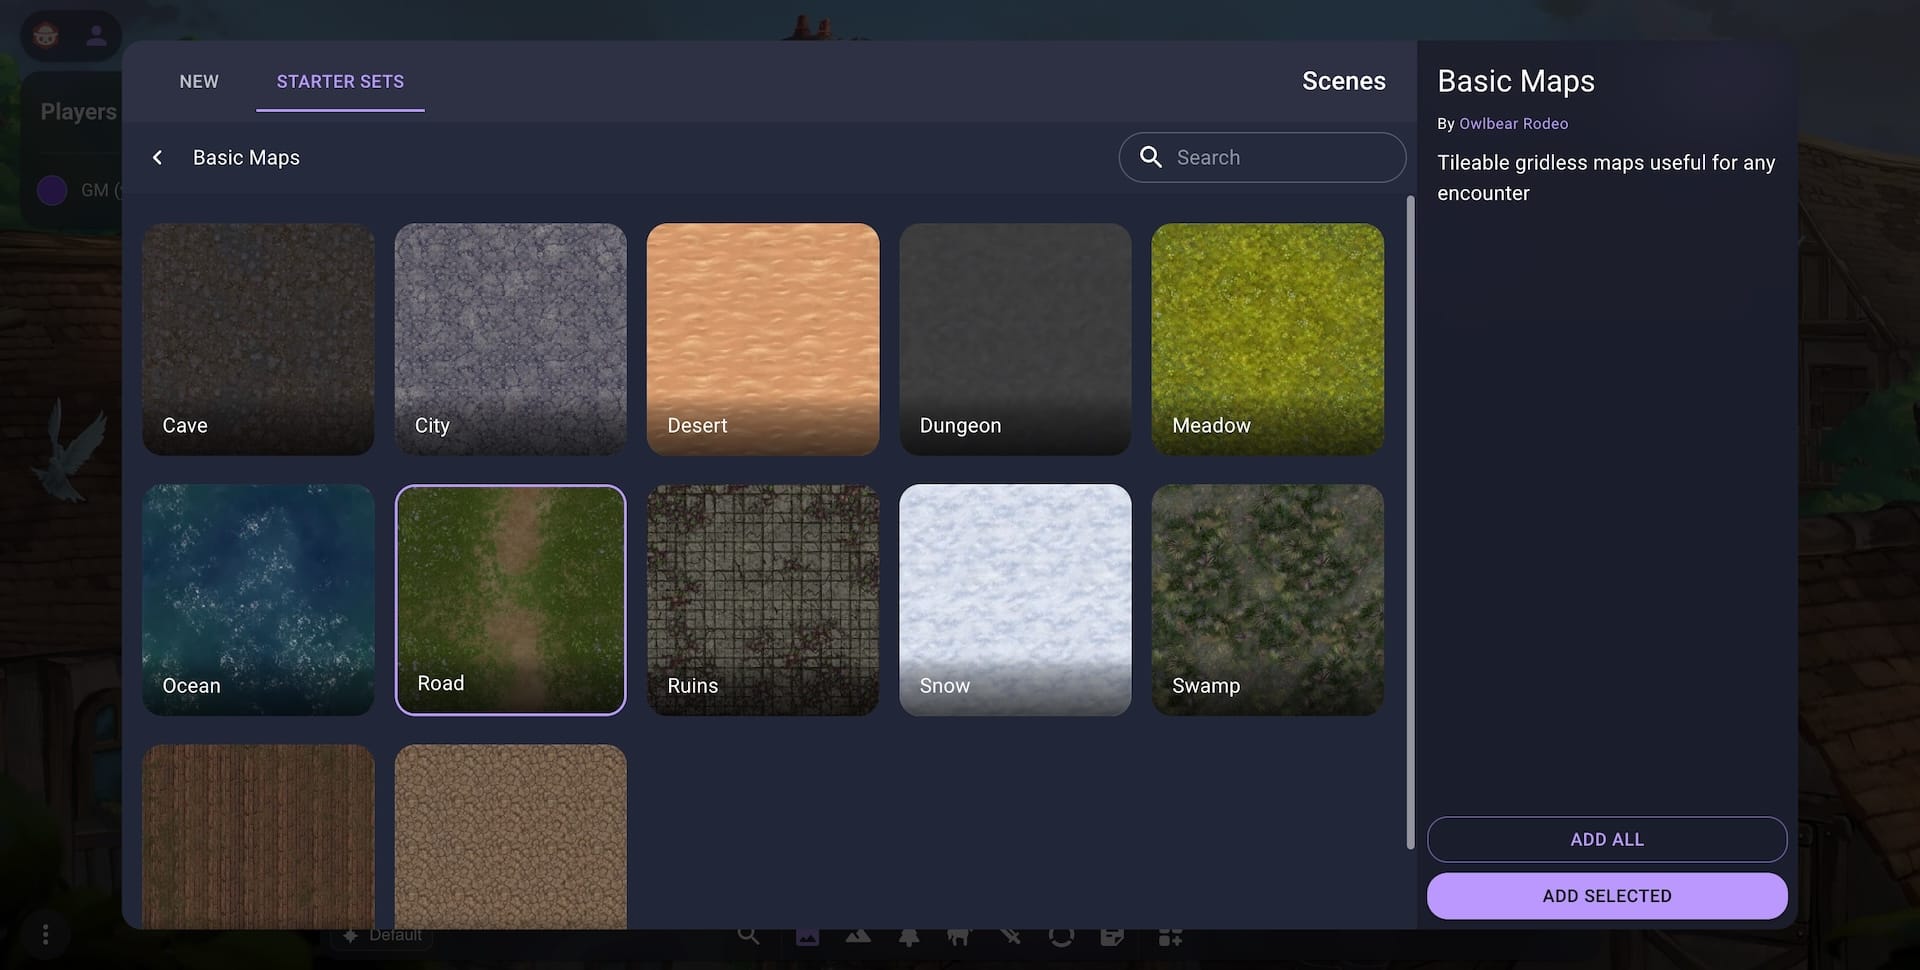 NEW
STARTER SETS
Scenes
Players
Basic Maps
Search
GM (
Cave
City
Desert
Dungeon
Meadow
Ocean
Road
Ruins
Snow
Swamp
Default
Basic Maps
By Owlbear Rodeo
Tileable gridless maps useful for any
encounter
ADD ALL
ADD SELECTED